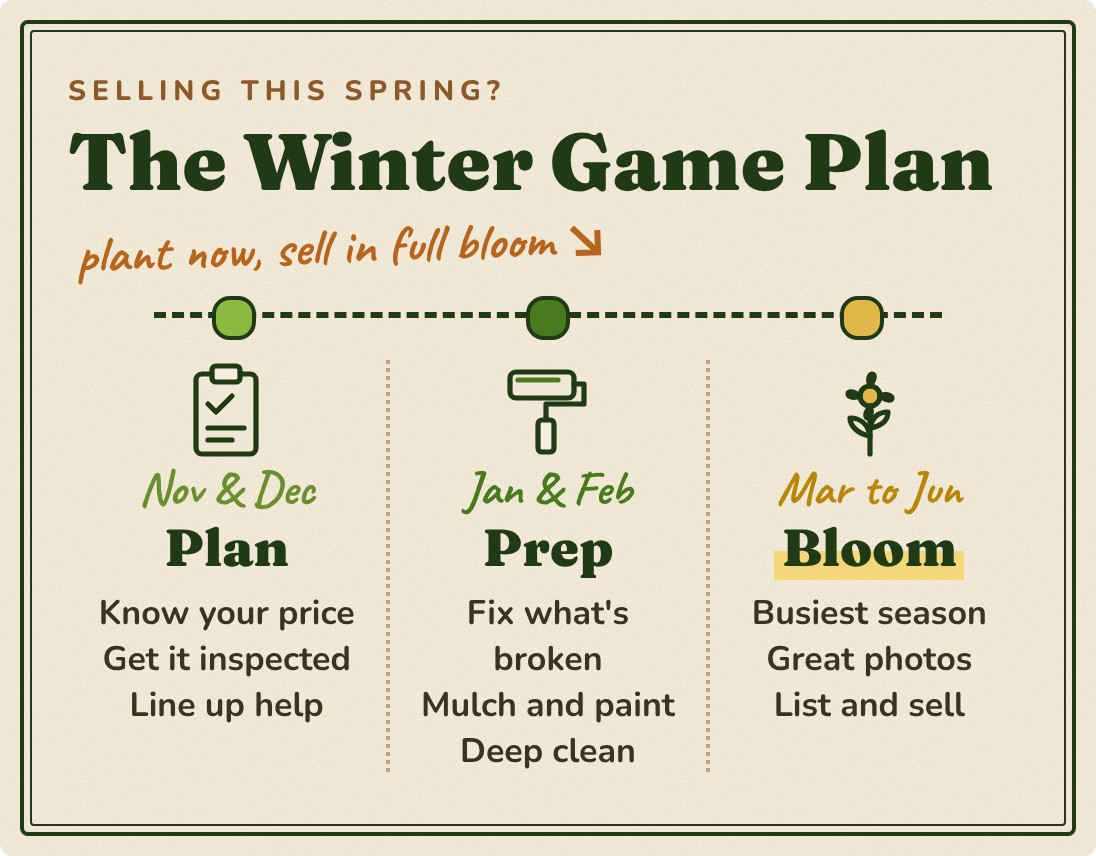 SELLING THIS SPRING?
The Winter Game Plan
plant now, sell in full bloom
Nov & Dec
Plan
Know your price
Get it inspected
Line up help
Jan & Feb
Prep
Fix what's
broken
Mulch and paint
Deep clean
Mar to Jun
Bloom
Busiest season
Great photos
List and sell